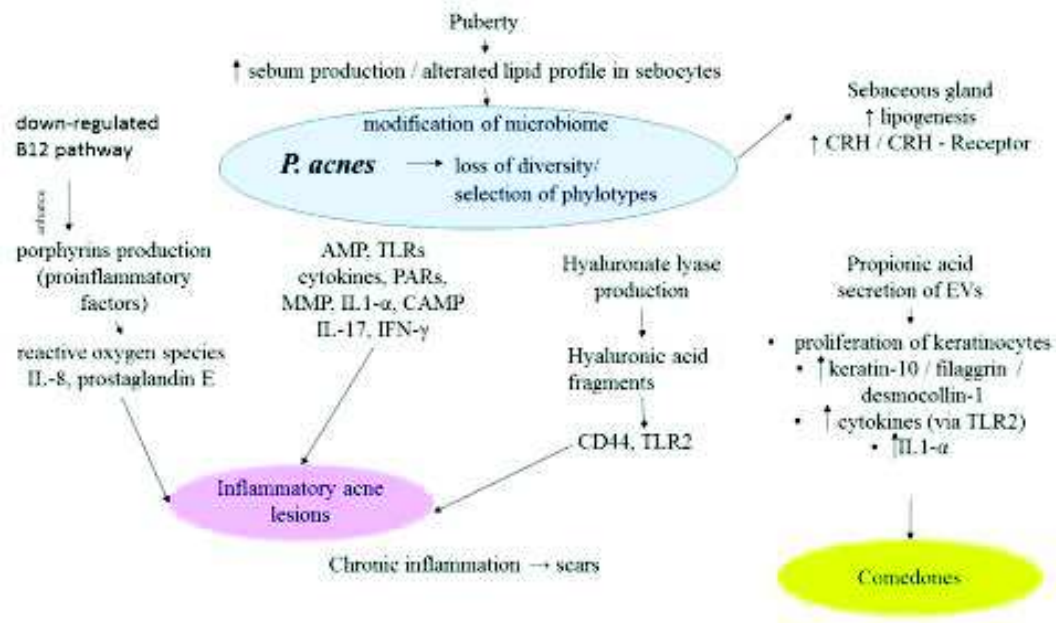 Puberty
↑ sebum production / alterated lipid profile in sebocytes
modification of microbiome
P. acnes → loss of diversity/
selection of phylotypes
Sebaceous gland
↑ lipogenesis
↑ CRH / CRH - Receptor
down-regulated
B12 pathway
enhance
porphyrins production
(proinflammatory
factors)
reactive oxygen species
IL-8, prostaglandin E
AMP, TLRs
cytokines, PARs,
MMP, IL1-α, CAMP
IL-17, IFN-γ
Hyaluronate lyase
production
Hyaluronic acid
fragments
CD44, TLR2
Propionic acid
secretion of EVs
• proliferation of keratinocytes
• ↑keratin-10 / filaggrin /
desmocollin-1
• ↑ cytokines (via TLR2)
• ↑IL1-α
Inflammatory acne
lesions
Chronic inflammation → scars
Comedones